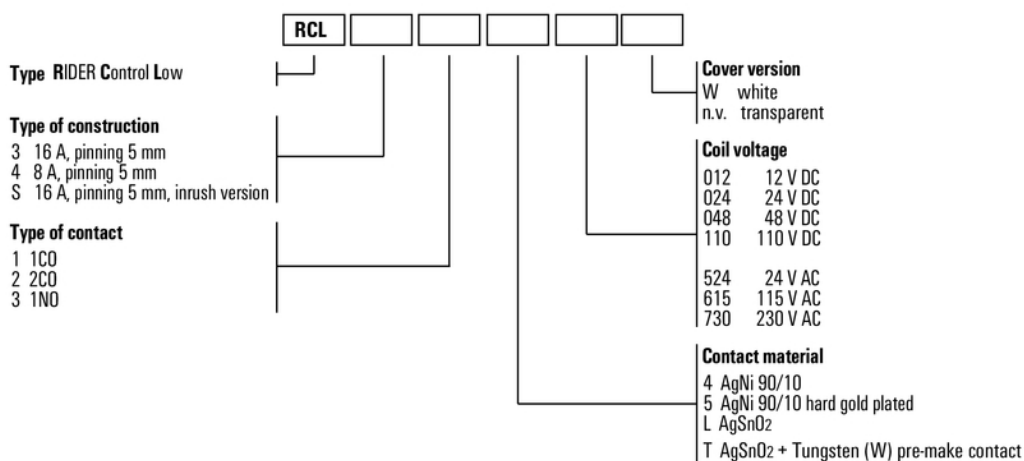 RCL
Type RIDER Control Low
Type of construction
3 16 A, pinning 5 mm
4 8 A, pinning 5 mm
S 16 A, pinning 5 mm, inrush version
Type of contact
1 1CO
2 2CO
3 1NO
Cover version
W white
n.v. transparent
Coil voltage
012 12 V DC
024 24 V DC
048 48 V DC
110 110 V DC
524 24 V AC
615 115 V AC
730 230 V AC
Contact material
4 AgNi 90/10
5 AgNi 90/10 hard gold plated
L AgSnO2
T AgSnO2 + Tungsten (W) pre-make contact